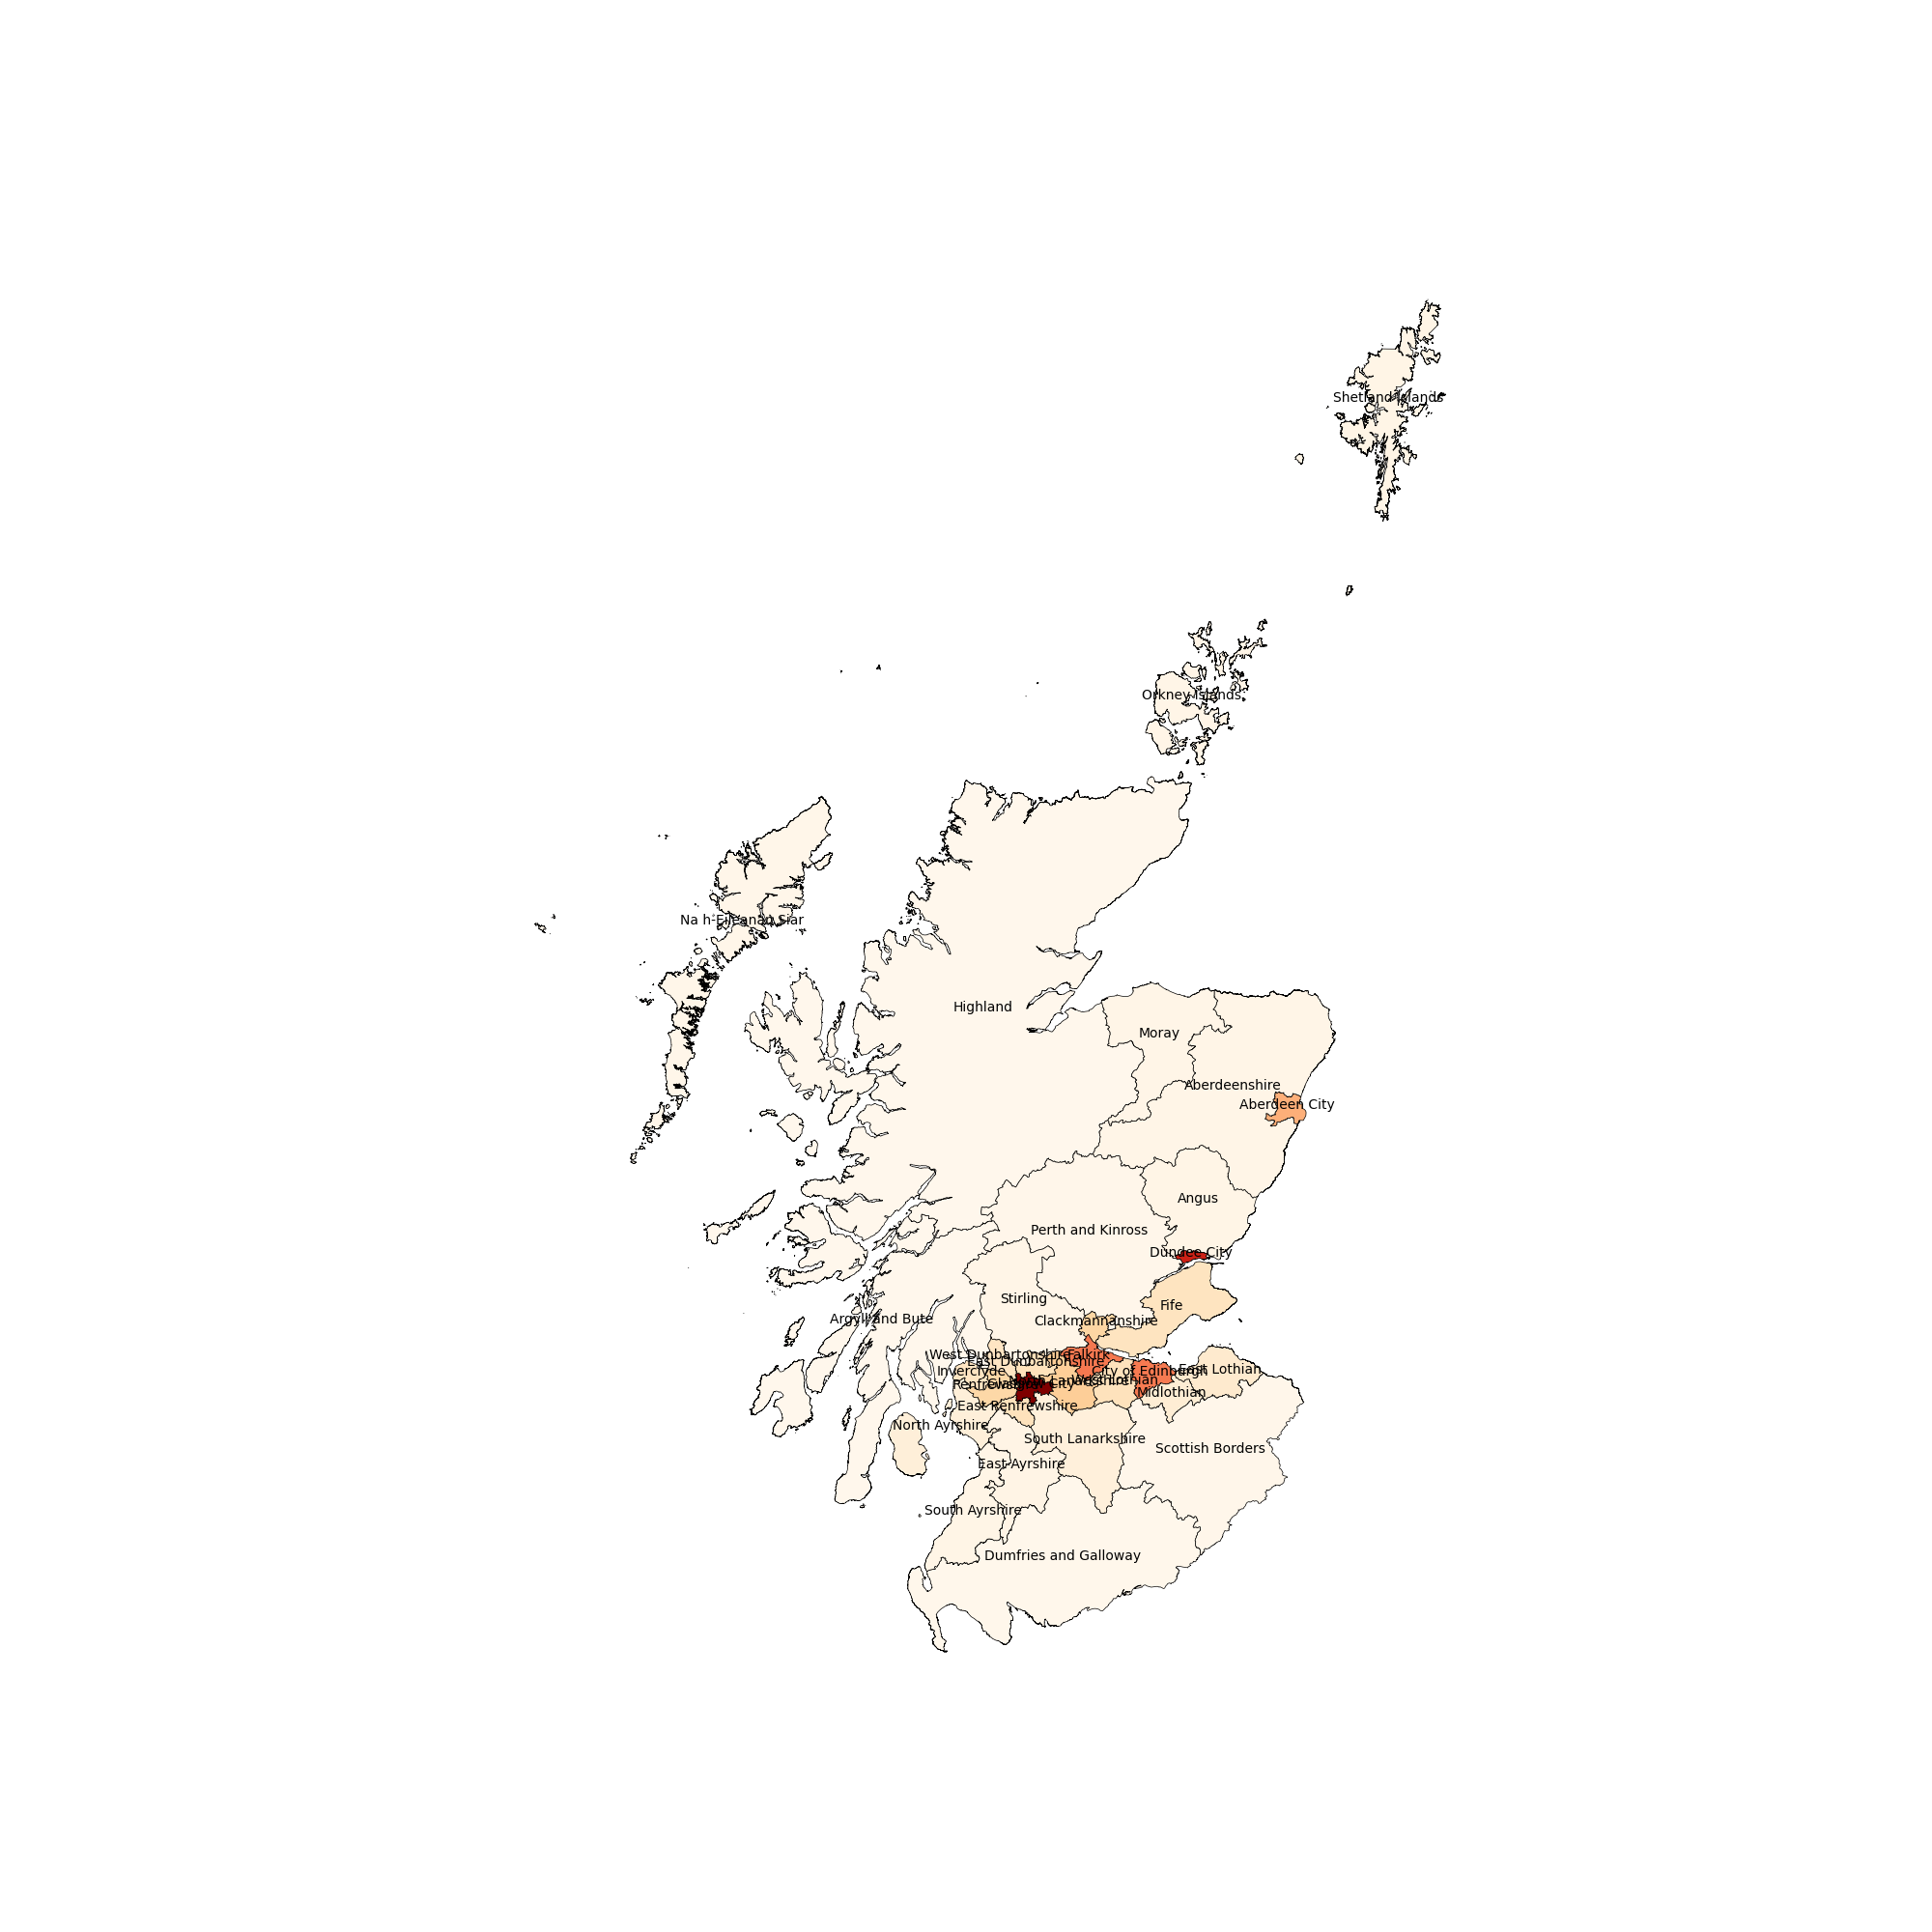 Shetland Islands
Orkney Islands
Na h-Eileanan Siar
Highland
Moray
Aberdeenshire
Aberdeen City
Angus
Perth and Kinross
Dundee City
Stirling
Fife
Argyll and Bute
Clackmannanshire
West Dunbartonshire
Falkirk
East Dunbartonshire
East Lothian
Inverclyde
City of Edinburgh
North Lanarkshire
West Lothian
Renfrewshire
Glasgow City
Midlothian
East Renfrewshire
North Ayrshire
South Lanarkshire
Scottish Borders
East Ayrshire
South Ayrshire
Dumfries and Galloway